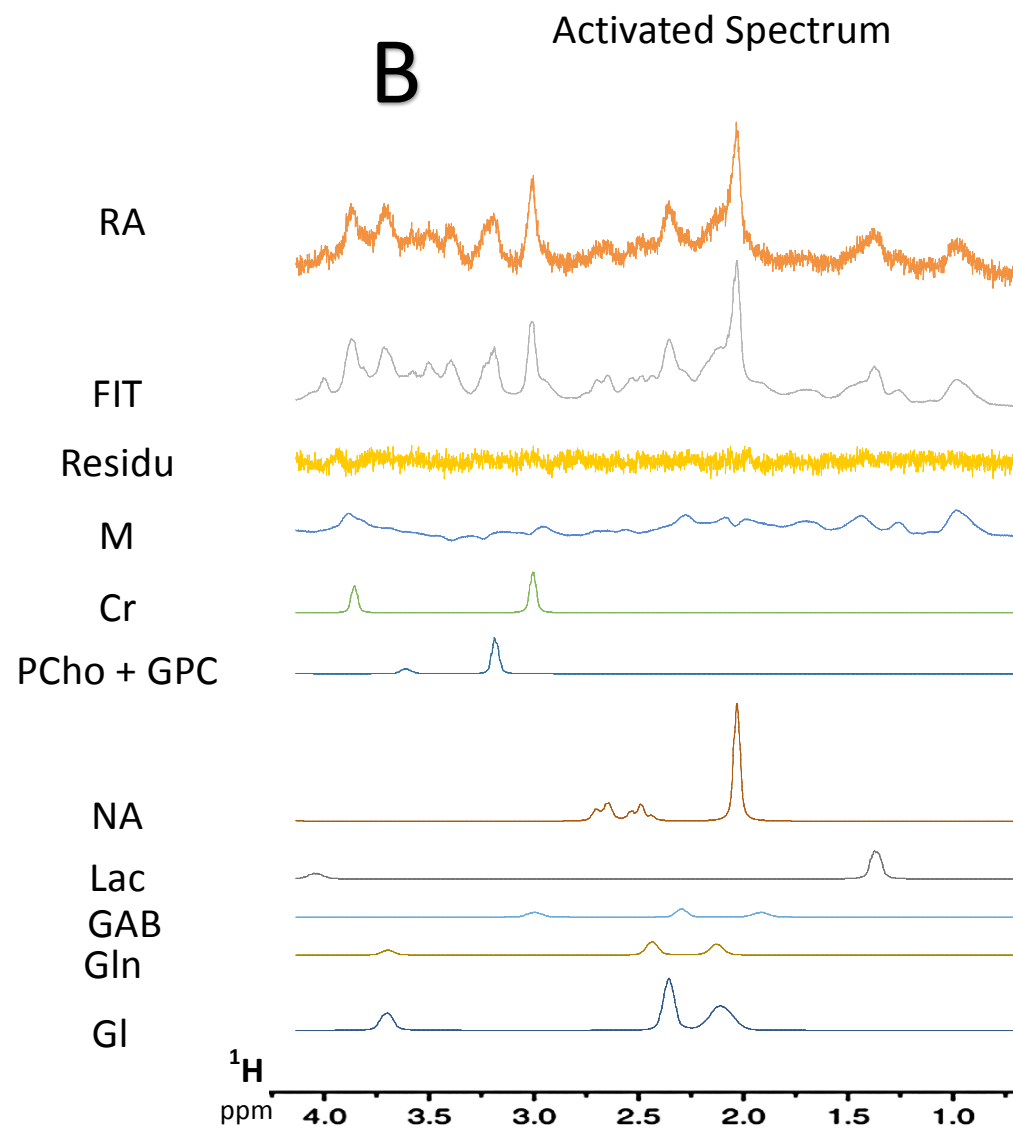 Activated Spectrum
B
RA
FIT
Residu
M
Cr
PCho + GPC
NA
Lac
GAB
Gln
Gl
¹H
ppm 4.0 3.5 3.0 2.5 2.0 1.5 1.0